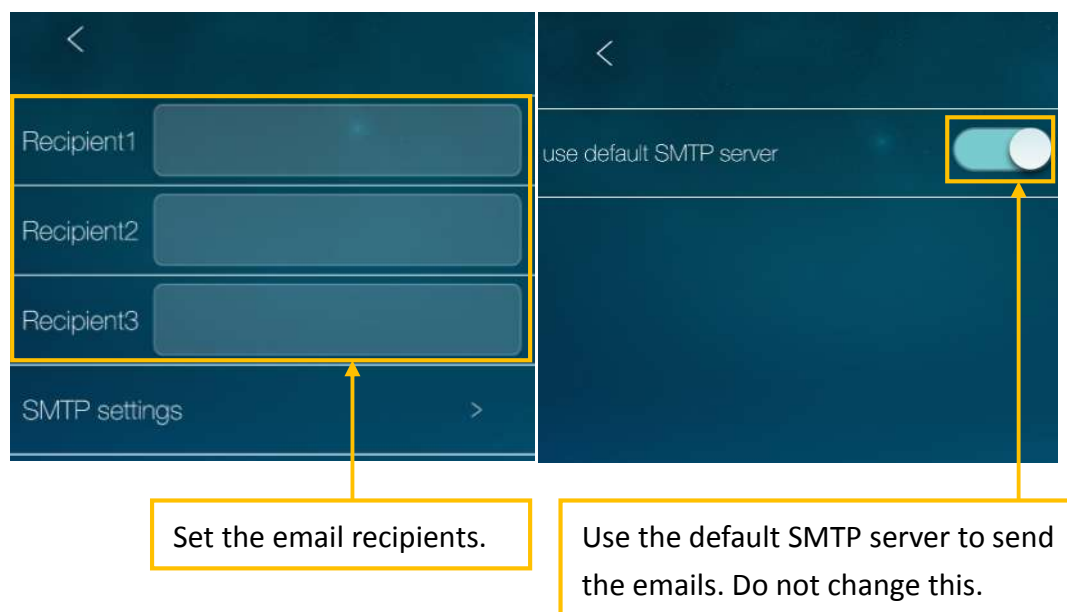 Recipient1
Recipient2
Recipient3
SMTP settings >
use default SMTP server
Set the email recipients.
Use the default SMTP server to send
the emails. Do not change this.